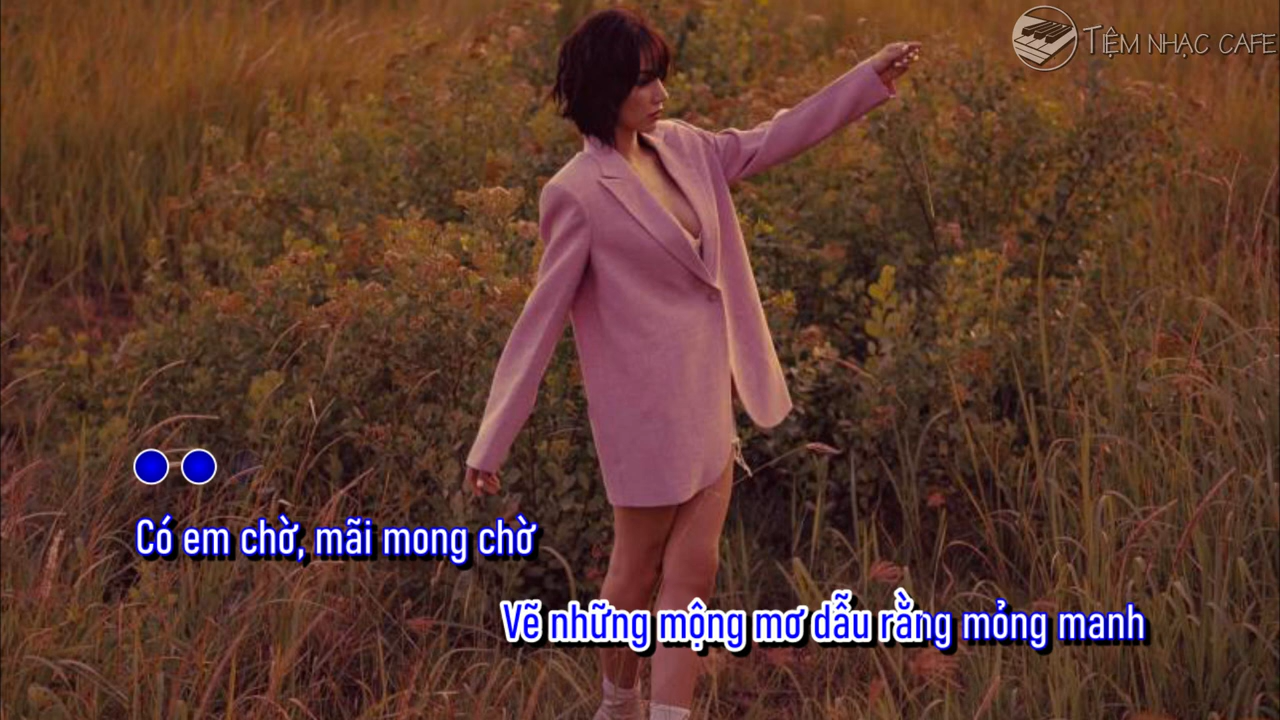 TIỆM NHẠC CAFE
Có em chờ, mãi mong chờ
Vẽ những mộng mơ dẫu rằng mỏng manh